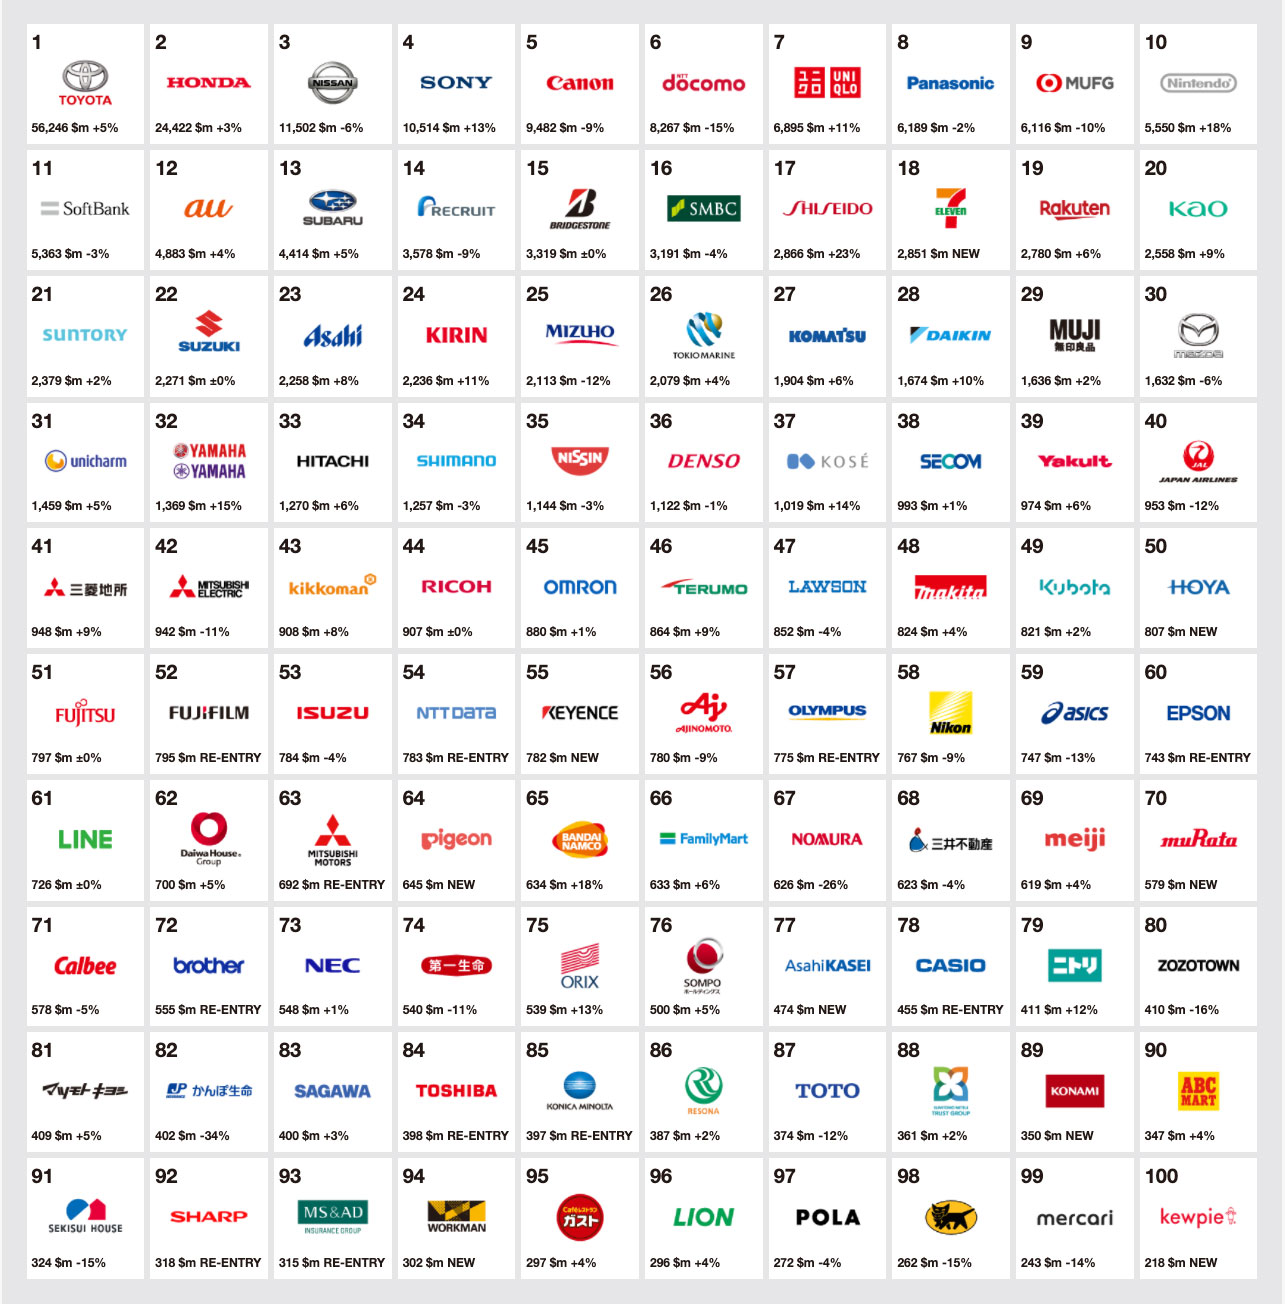 1 2 3 4 5 6 7 8 9 10
TOYOTA HONDA NISSAN SONY Canon NTT docomo ユニクロ UNIQLO Panasonic MUFG Nintendo
56,246 $m +5% 24,422 $m +3% 11,502 $m -6% 10,514 $m +13% 9,482 $m -9% 8,267 $m -15% 6,895 $m +11% 6,189 $m -2% 6,116 $m -10% 5,550 $m +18%
11 12 13 14 15 16 17 18 19 20
SoftBank au SUBARU RECRUIT BRIDGESTONE SMBC SHISEIDO 7 ELEVEN Rakuten Kao
5,363 $m -3% 4,883 $m +4% 4,414 $m +5% 3,578 $m -9% 3,319 $m ±0% 3,191 $m -4% 2,866 $m +23% 2,851 $m NEW 2,780 $m +6% 2,558 $m +9%
21 22 23 24 25 26 27 28 29 30
SUNTORY SUZUKI Asahi KIRIN MIZUHO TOKIO MARINE KOMATSU DAIKIN MUJI 無印良品 mazda
2,379 $m +2% 2,271 $m ±0% 2,258 $m +8% 2,236 $m +11% 2,113 $m -12% 2,079 $m +4% 1,904 $m +6% 1,674 $m +10% 1,636 $m +2% 1,632 $m -6%
31 32 33 34 35 36 37 38 39 40
unicharm YAMAHA YAMAHA HITACHI SHIMANO NISSIN DENSO KOSÉ SECOM Yakult JAL JAPAN AIRLINES
1,459 $m +5% 1,369 $m +15% 1,270 $m +6% 1,257 $m -3% 1,144 $m -3% 1,122 $m -1% 1,019 $m +14% 993 $m +1% 974 $m +6% 953 $m -12%
41 42 43 44 45 46 47 48 49 50
三菱地所 MITSUBISHI ELECTRIC kikkoman RICOH OMRON TERUMO LAWSON makita Kubota HOYA
948 $m +9% 942 $m -11% 908 $m +8% 907 $m ±0% 880 $m +1% 864 $m +9% 852 $m -4% 824 $m +4% 821 $m +2% 807 $m NEW
51 52 53 54 55 56 57 58 59 60
FUJITSU FUJIFILM ISUZU NTT DATA KEYENCE Aj AJINOMOTO. OLYMPUS Nikon asics EPSON
797 $m ±0% 795 $m RE-ENTRY 784 $m -4% 783 $m RE-ENTRY 782 $m NEW 780 $m -9% 775 $m RE-ENTRY 767 $m -9% 747 $m -13% 743 $m RE-ENTRY
61 62 63 64 65 66 67 68 69 70
LINE Daiwa House® Group MITSUBISHI MOTORS pigeon BANDAI NAMCO FamilyMart NOMURA 三井不動産 meiji muRata
726 $m ±0% 700 $m +5% 692 $m RE-ENTRY 645 $m NEW 634 $m +18% 633 $m +6% 626 $m -26% 623 $m -4% 619 $m +4% 579 $m NEW
71 72 73 74 75 76 77 78 79 80
Calbee brother NEC 第一生命 ORIX SOMPO ホールディングス AsahiKASEI CASIO ニトリ ZOZOTOWN
578 $m -5% 555 $m RE-ENTRY 548 $m +1% 540 $m -11% 539 $m +13% 500 $m +5% 474 $m NEW 455 $m RE-ENTRY 411 $m +12% 410 $m -16%
81 82 83 84 85 86 87 88 89 90
マツモトキヨシ JP INSURANCE かんぽ生命 SAGAWA TOSHIBA KONICA MINOLTA RESONA TOTO SUMITOMO MITSUI TRUST GROUP KONAMI ABC MART
409 $m +5% 402 $m -34% 400 $m +3% 398 $m RE-ENTRY 397 $m RE-ENTRY 387 $m +2% 374 $m -12% 361 $m +2% 350 $m NEW 347 $m +4%
91 92 93 94 95 96 97 98 99 100
SEKISUI HOUSE SHARP MS&AD INSURANCE GROUP WORKMAN Caféレストラン ガスト LION POLA mercari kewpie
324 $m -15% 318 $m RE-ENTRY 315 $m RE-ENTRY 302 $m NEW 297 $m +4% 296 $m +4% 272 $m -4% 262 $m -15% 243 $m -14% 218 $m NEW